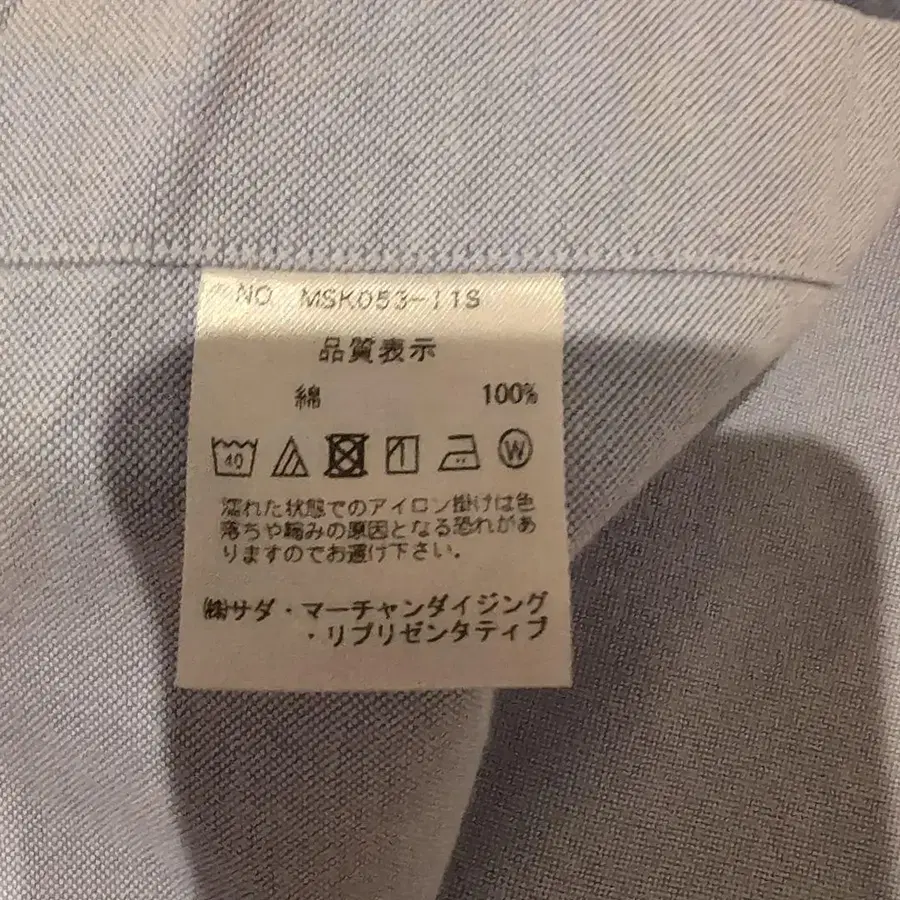 NO MSK053-11S
品質表示
綿 100%
40 W
濡れた状態でのアイロン掛けは色
落ちや縮みの原因となる恐れがあ
りますのでお避け下さい。
㈱サダ・マーチャンダイジング
・リプリゼンタティブ